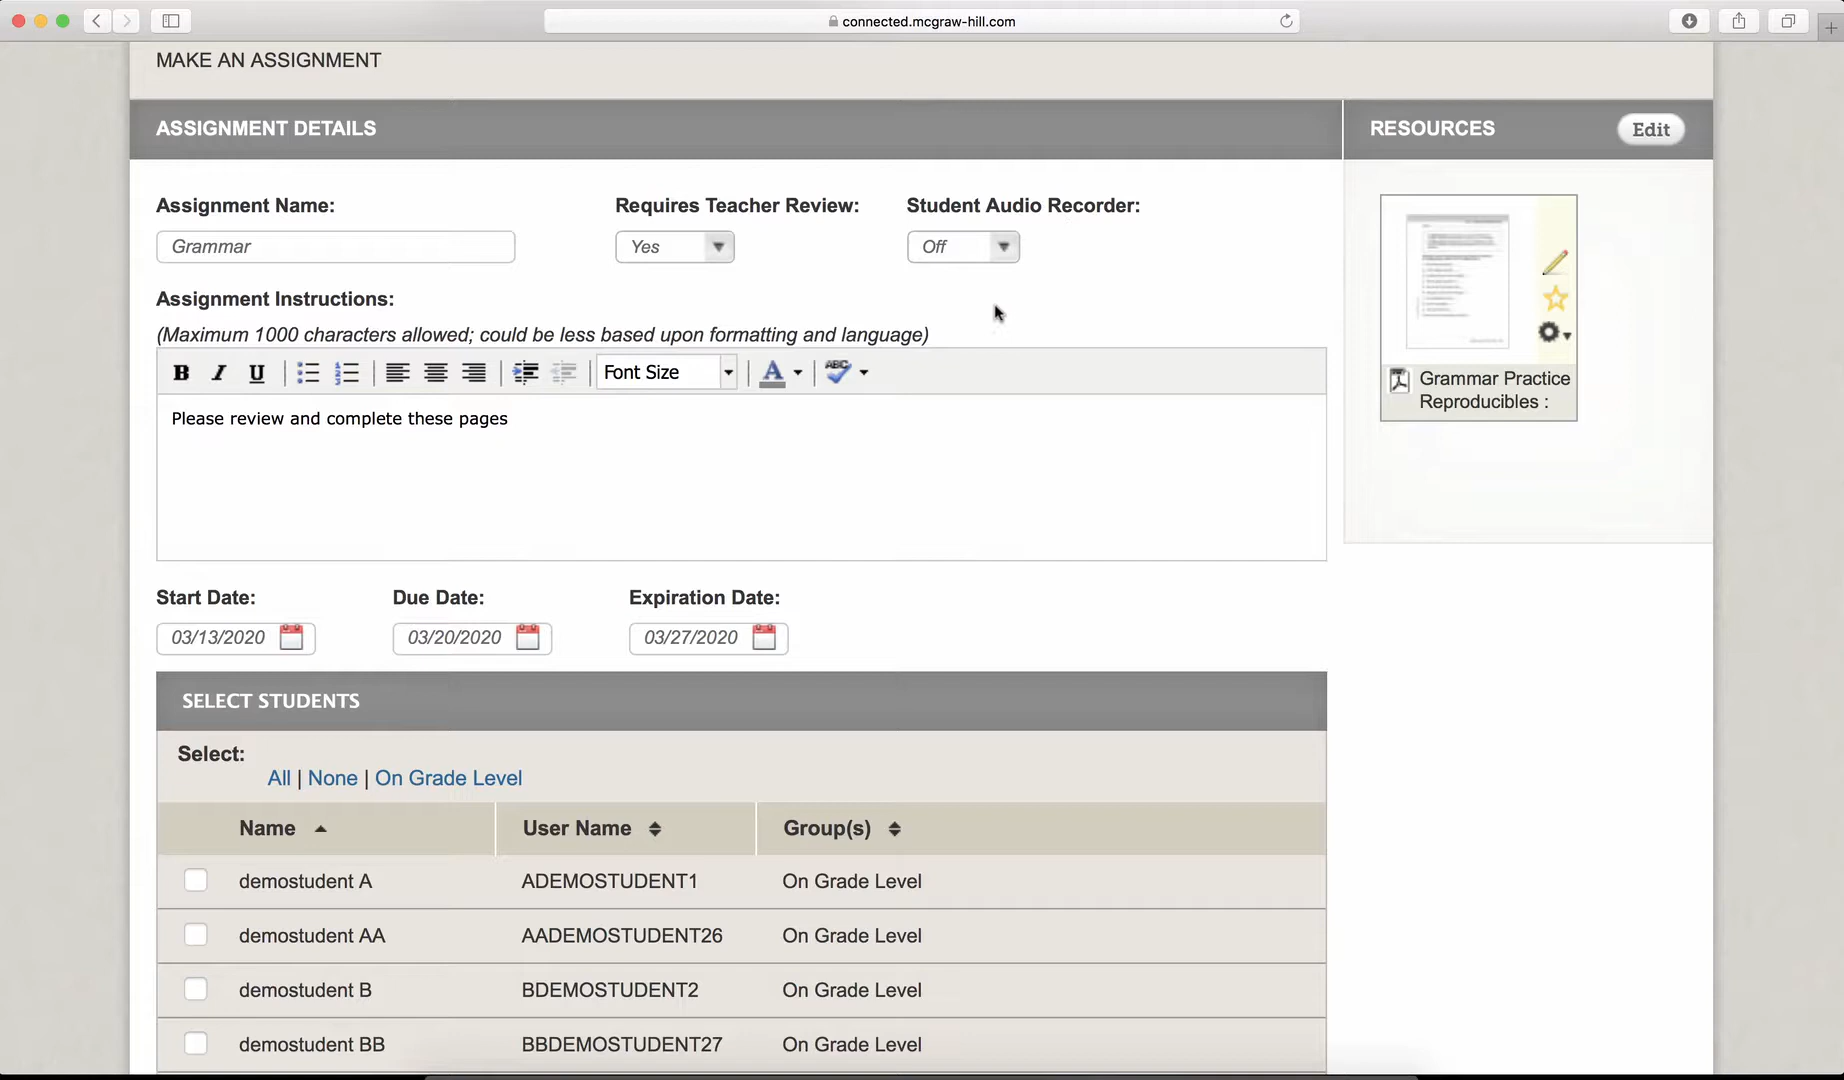 connected.mcgraw-hill.com
MAKE AN ASSIGNMENT
ASSIGNMENT DETAILS
RESOURCES
Edit
Assignment Name:
Requires Teacher Review:
Student Audio Recorder:
Grammar
Yes
Off
Assignment Instructions:
(Maximum 1000 characters allowed; could be less based upon formatting and language)
B I U Font Size A ABC
Please review and complete these pages
Grammar Practice
Reproducibles :
Start Date:
Due Date:
Expiration Date:
03/13/2020
03/20/2020
03/27/2020
SELECT STUDENTS
Select:
All | None | On Grade Level
Name User Name Group(s)
demostudent A ADEMOSTUDENT1 On Grade Level
demostudent AA AADEMOSTUDENT26 On Grade Level
demostudent B BDEMOSTUDENT2 On Grade Level
demostudent BB BBDEMOSTUDENT27 On Grade Level